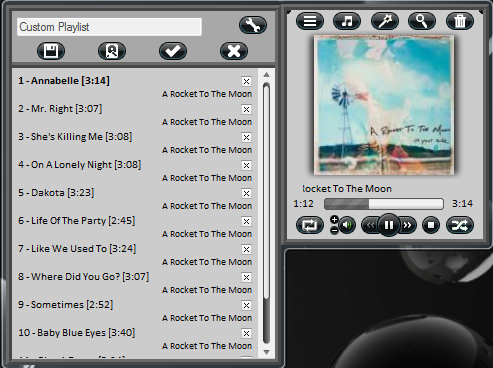 Custom Playlist
1 - Annabelle [3:14]
A Rocket To The Moon
2 - Mr. Right [3:07]
A Rocket To The Moon
3 - She's Killing Me [3:08]
A Rocket To The Moon
4 - On A Lonely Night [3:08]
A Rocket To The Moon
5 - Dakota [3:23]
A Rocket To The Moon
6 - Life Of The Party [2:45]
A Rocket To The Moon
7 - Like We Used To [3:24]
A Rocket To The Moon
8 - Where Did You Go? [3:07]
A Rocket To The Moon
9 - Sometimes [2:52]
A Rocket To The Moon
10 - Baby Blue Eyes [3:40]
A Rocket To The Moon
A Rocket To The Moon
on your side
Rocket To The Moon
1:12 3:14